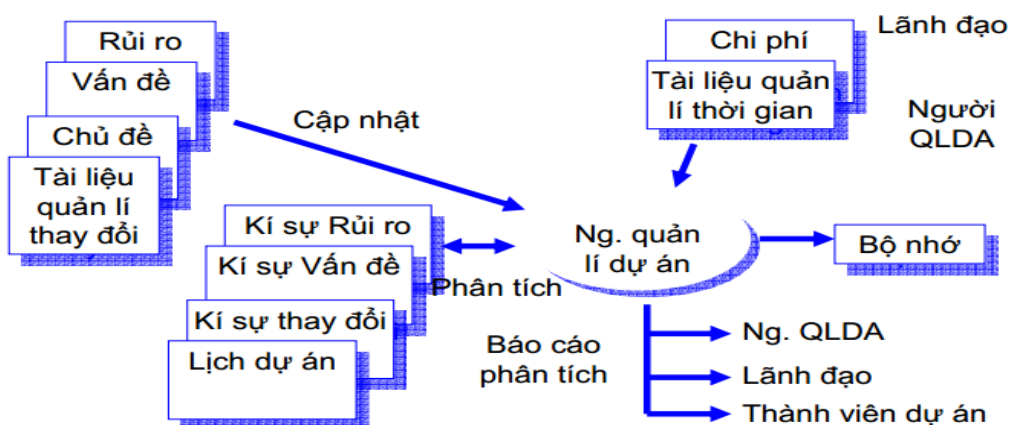 Rủi ro
Vấn đề
Chủ đề
Tài liệu
quản lí
thay đổi
Cập nhật
Chi phí
Tài liệu quản
lí thời gian
Lãnh đạo
Người
QLDA
Kí sự Rủi ro
Kí sự Vấn đề
Kí sự thay đổi
Lịch dự án
Phân tích
Ng. quản
lí dự án
Bộ nhớ
Báo cáo
phân tích
Ng. QLDA
Lãnh đạo
Thành viên dự án